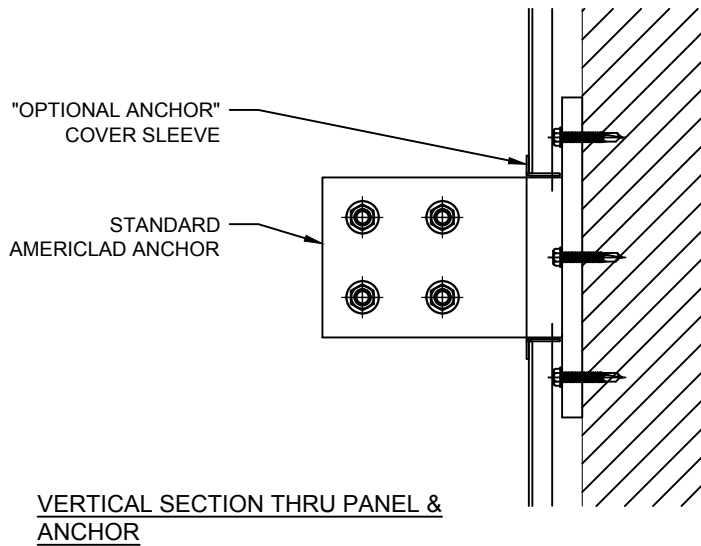 "OPTIONAL ANCHOR"
COVER SLEEVE
STANDARD
AMERICLAD ANCHOR
VERTICAL SECTION THRU PANEL &
ANCHOR